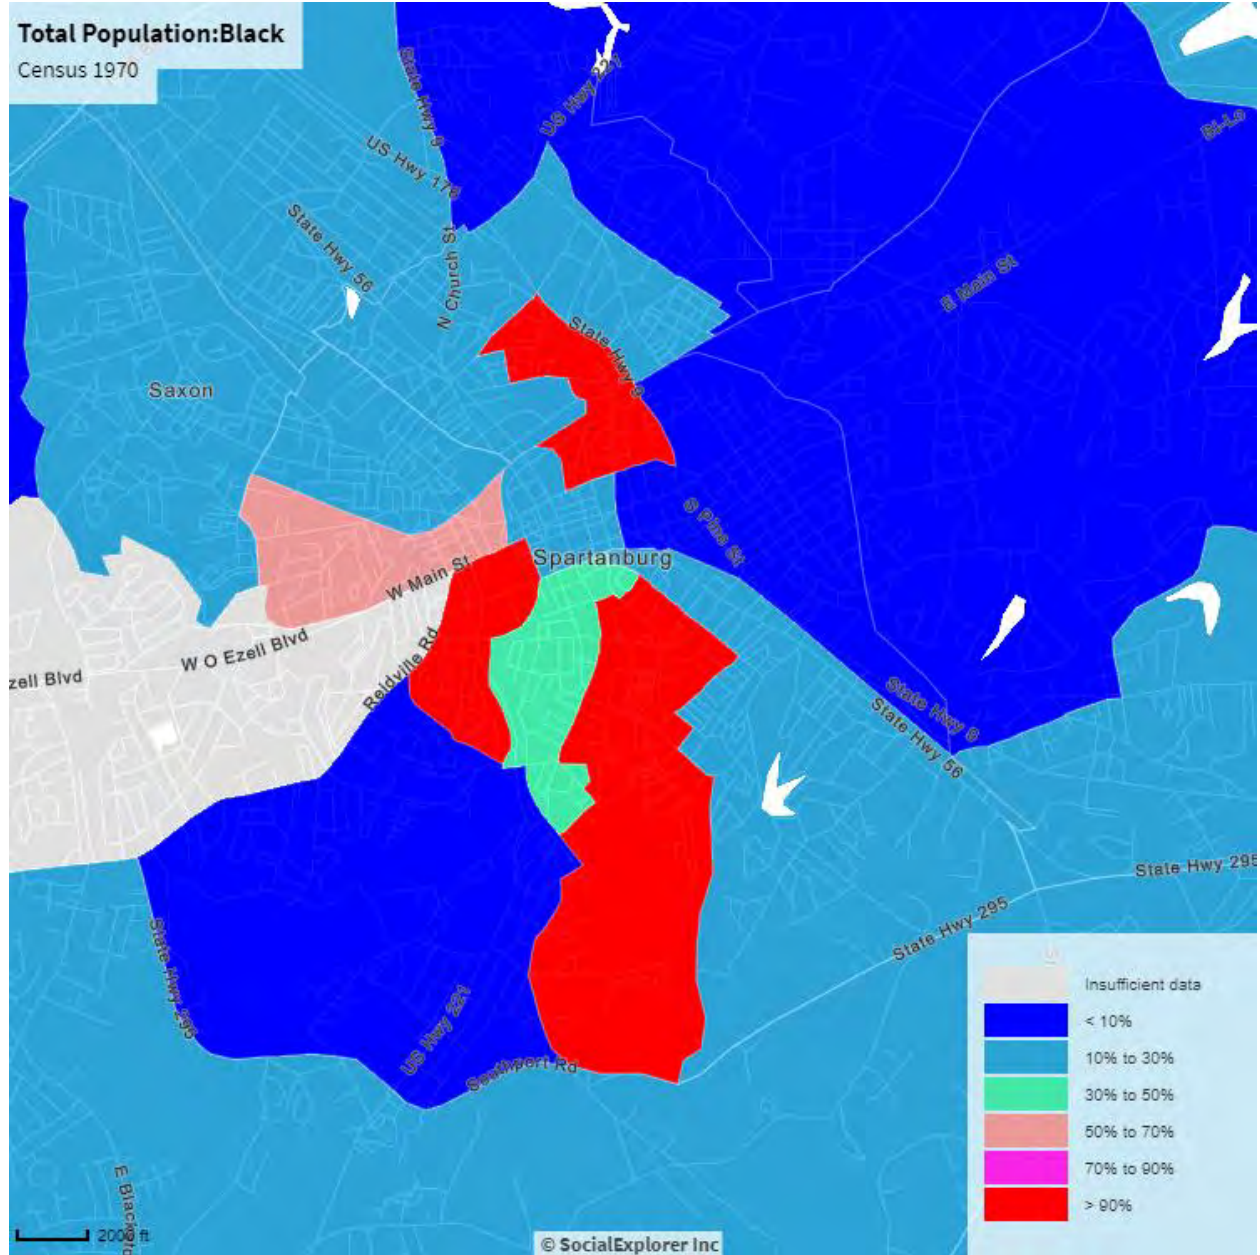 Total Population:Black
Census 1970
State Hwy 9
US Hwy 221
US Hwy 176
State Hwy 56
N Church St
Bi-Lo
E Main St
State Hwy 9
Saxon
S Pine St
Spartanburg
W Main St
W O Ezell Blvd
zell Blvd
Reidville Rd
State Hwy 9
State Hwy 56
State Hwy 295
State Hwy 295
State Hwy 295
US Hwy 221
Southport Rd
Insufficient data
< 10%
10% to 30%
30% to 50%
50% to 70%
70% to 90%
> 90%
2000 ft
© SocialExplorer Inc